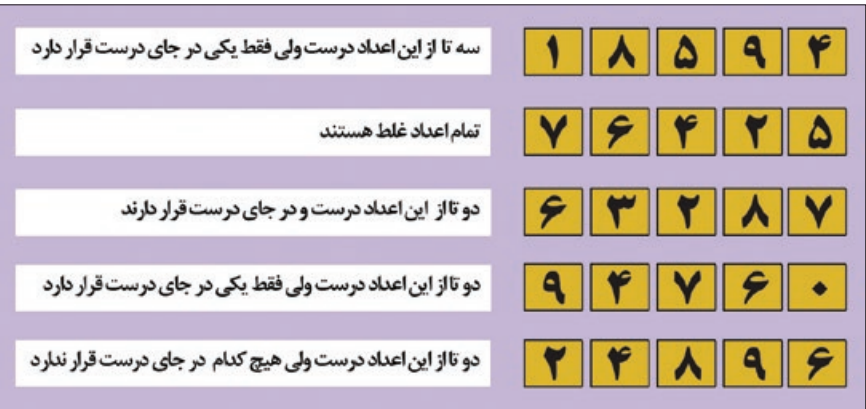 سه تا از این اعداد درست ولی فقط یکی در جای درست قرار دارد
۱ ۸ ۵ ۹ ۴
تمام اعداد غلط هستند
۷ ۶ ۴ ۲ ۵
دو تا از این اعداد درست و در جای درست قرار دارند
۶ ۳ ۲ ۸ ۷
دو تا از این اعداد درست ولی فقط یکی در جای درست قرار دارد
۹ ۴ ۷ ۶ ۰
دو تا از این اعداد درست ولی هیچ کدام در جای درست قرار ندارد
۲ ۴ ۸ ۹ ۶